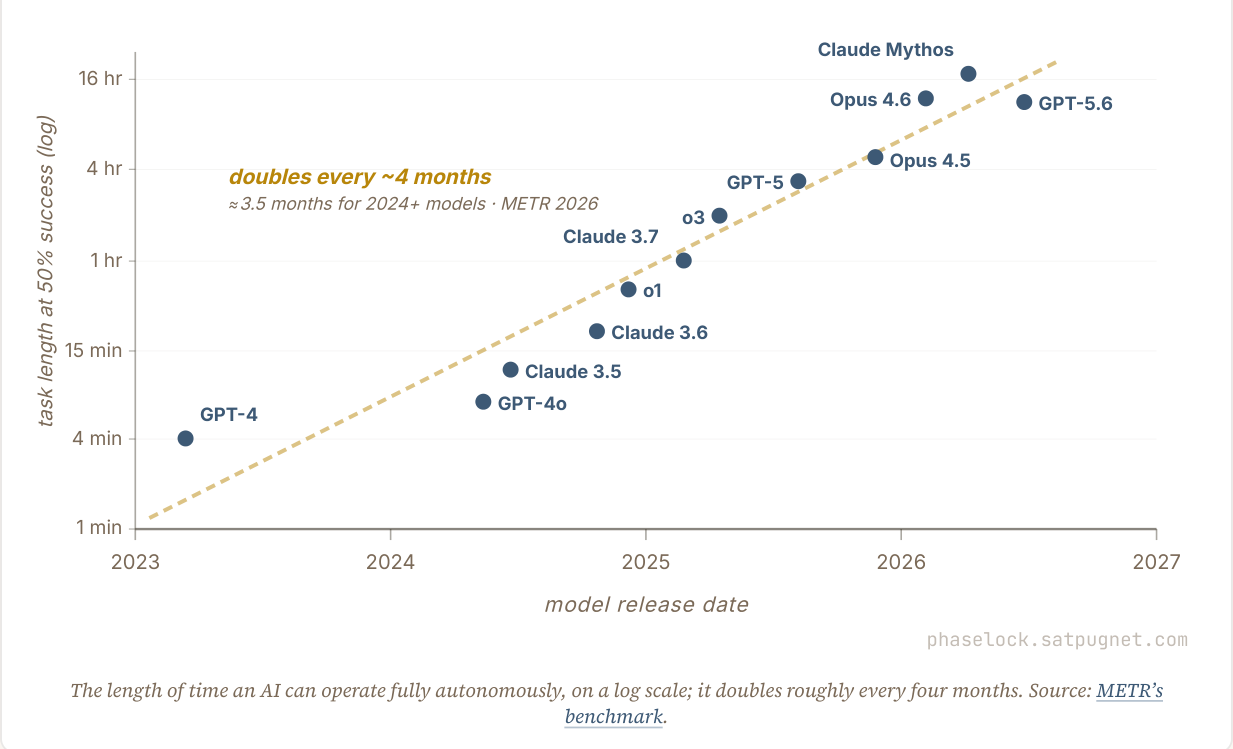 Claude Mythos
16 hr
Opus 4.6
GPT-5.6
4 hr
Opus 4.5
doubles every ~4 months
GPT-5
≈3.5 months for 2024+ models · METR 2026
o3
Claude 3.7
1 hr
o1
Claude 3.6
15 min
Claude 3.5
GPT-4o
GPT-4
4 min
1 min
task length at 50% success (log)
2023 2024 2025 2026 2027
model release date
phaselock.satpugnet.com
The length of time an AI can operate fully autonomously, on a log scale; it doubles roughly every four months. Source: METR’s
benchmark.